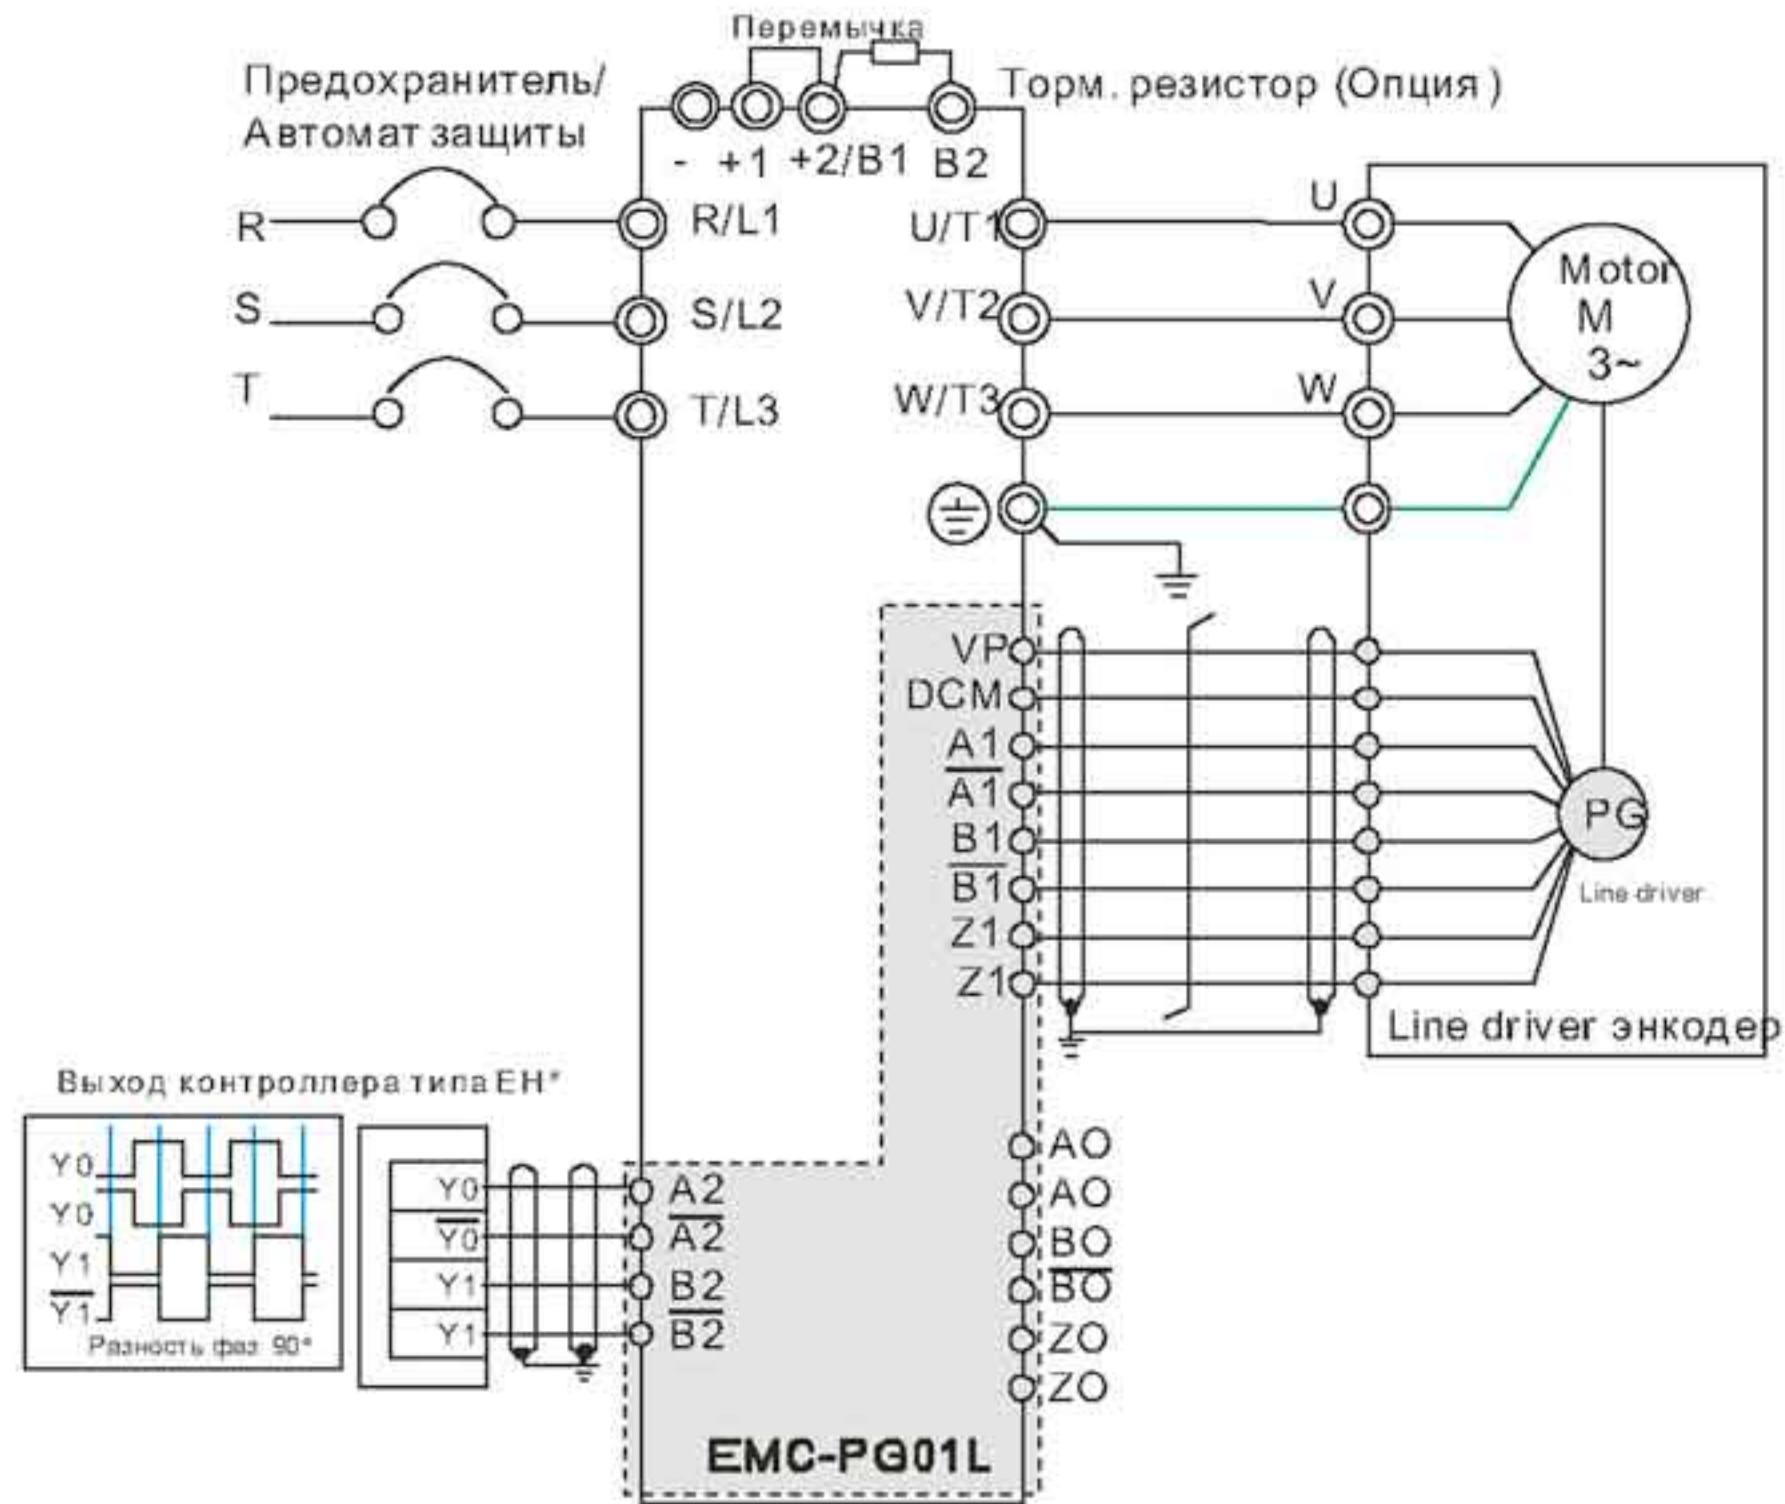 Перемычка
Предохранитель/
Автомат защиты
Торм. резистор (Опция)
- +1 +2/B1 B2
R R/L1 U/T1 U
S S/L2 V/T2 V
T T/L3 W/T3 W
Motor
M
3~
VP
DCM
A1
A1
B1
B1
Z1
Z1
PG
Line driver
Line driver энкодер
Выход контроллера типа EH*
Y0
Y0
Y1
Y1
Разность фаз 90°
Y0 A2
Y0 A2
Y1 B2
Y1 B2
AO
AO
BO
BO
ZO
ZO
EMC-PG01L